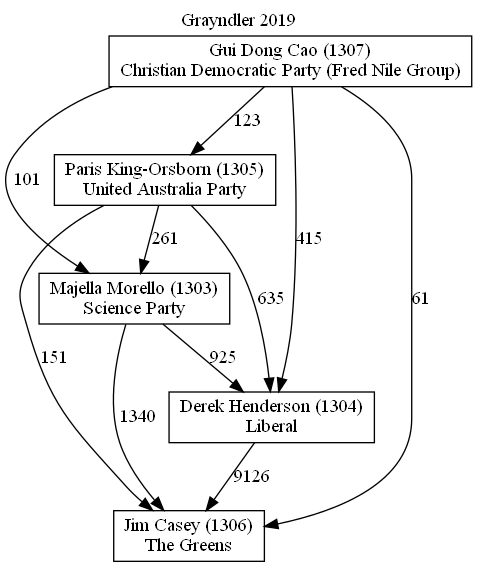 Grayndler 2019
Gui Dong Cao (1307)
Christian Democratic Party (Fred Nile Group)
123
Paris King-Orsborn (1305)
United Australia Party
101
261
415
Majella Morello (1303)
Science Party
635
61
151
925
1340
Derek Henderson (1304)
Liberal
9126
Jim Casey (1306)
The Greens